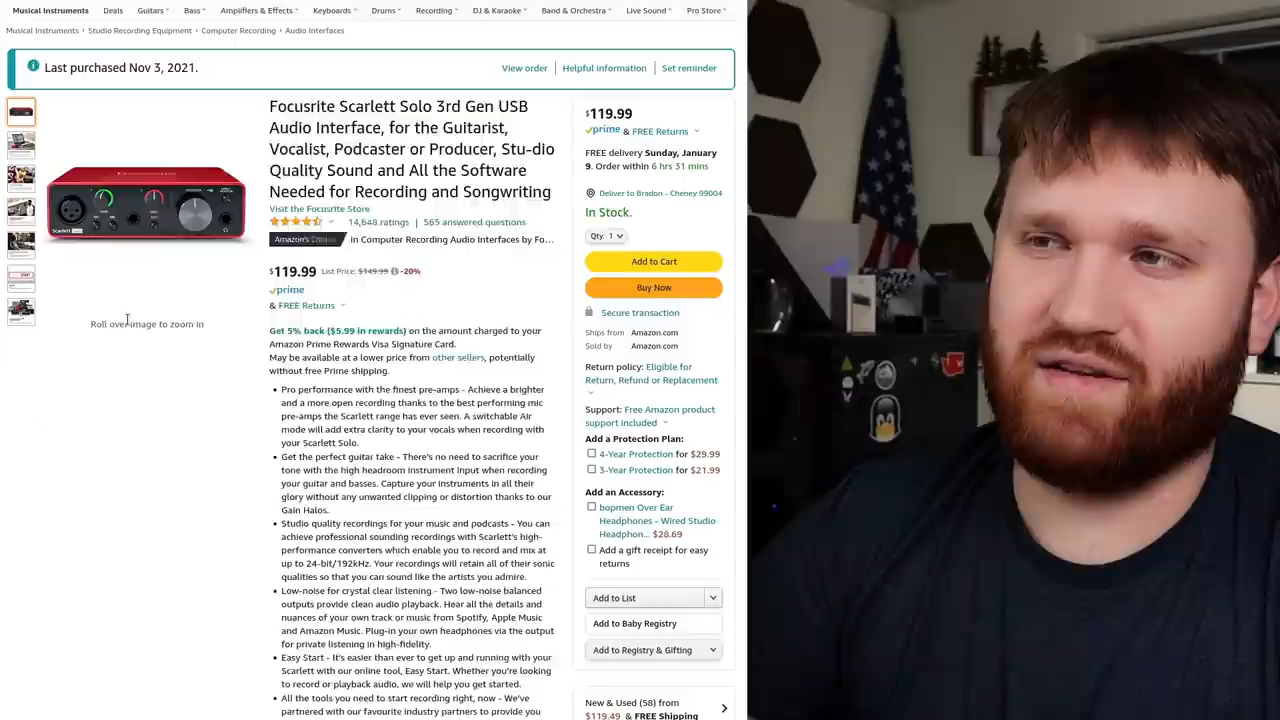 Musical Instruments Deals Guitars Bass Amplifiers & Effects Keyboards Drums Recording DJ & Karaoke Band & Orchestra Live Sound Pro Store
Musical Instruments › Studio Recording Equipment › Computer Recording › Audio Interfaces
Last purchased Nov 3, 2021.
View order | Helpful information | Set reminder
Focusrite Scarlett Solo 3rd Gen USB
Audio Interface, for the Guitarist,
Vocalist, Podcaster or Producer, Stu-dio
Quality Sound and All the Software
Needed for Recording and Songwriting
Visit the Focusrite Store
14,648 ratings | 565 answered questions
Amazon's Choice in Computer Recording Audio Interfaces by Fo...
$119.99 List Price: $149.99 -20%
prime
& FREE Returns
Get 5% back ($5.99 in rewards) on the amount charged to your
Amazon Prime Rewards Visa Signature Card.
May be available at a lower price from other sellers, potentially
without free Prime shipping.
• Pro performance with the finest pre-amps - Achieve a brighter
and a more open recording thanks to the best performing mic
pre-amps the Scarlett range has ever seen. A switchable Air
mode will add extra clarity to your vocals when recording with
your Scarlett Solo.
• Get the perfect guitar take - There's no need to sacrifice your
tone with the high headroom instrument input when recording
your guitar and basses. Capture your instruments in all their
glory without any unwanted clipping or distortion thanks to our
Gain Halos.
• Studio quality recordings for your music and podcasts - You can
achieve professional sounding recordings with Scarlett's high-
performance converters which enable you to record and mix at
up to 24-bit/192kHz. Your recordings will retain all of their sonic
qualities so that you can sound like the artists you admire.
• Low-noise for crystal clear listening - Two low-noise balanced
outputs provide clean audio playback. Hear all the details and
nuances of your own track or music from Spotify, Apple Music
and Amazon Music. Plug-in your own headphones via the output
for private listening in high-fidelity.
• Easy Start - It's easier than ever to get up and running with your
Scarlett with our online tool, Easy Start. Whether you're looking
to record or playback audio, we will help you get started.
• All the tools you need to start recording right, now - We've
partnered with our favourite industry partners to provide you
Scarlett
Roll over image to zoom in
$119.99
prime & FREE Returns
FREE delivery Sunday, January
9. Order within 6 hrs 31 mins
Deliver to Bradon - Cheney 99004
In Stock.
Qty: 1
Add to Cart
Buy Now
Secure transaction
Ships from Amazon.com
Sold by Amazon.com
Return policy: Eligible for
Return, Refund or Replacement
Support: Free Amazon product
support included
Add a Protection Plan:
4-Year Protection for $29.99
3-Year Protection for $21.99
Add an Accessory:
bopmen Over Ear
Headphones - Wired Studio
Headphon... $28.69
Add a gift receipt for easy
returns
Add to List
Add to Baby Registry
Add to Registry & Gifting
New & Used (58) from
$119.49 & FREE Shipping